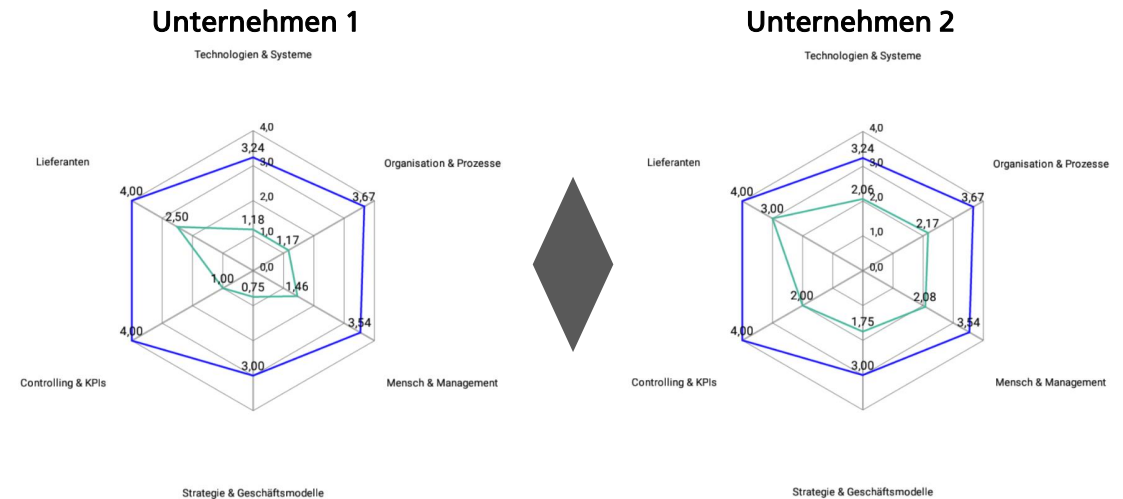 Unternehmen 1
Technologien & Systeme
4,0
3,24
3,0
Lieferanten
Organisation & Prozesse
4,00
3,67
2,50
2,0
1,18
1,0
1,17
0,0
1,00
0,75
1,46
4,00
3,54
3,00
Controlling & KPIs
Mensch & Management
Strategie & Geschäftsmodelle
Unternehmen 2
Technologien & Systeme
4,0
3,24
3,0
Lieferanten
Organisation & Prozesse
4,00
3,67
2,06
2,0
3,00
2,17
1,0
0,0
2,00
2,08
1,75
4,00
3,54
3,00
Controlling & KPIs
Mensch & Management
Strategie & Geschäftsmodelle